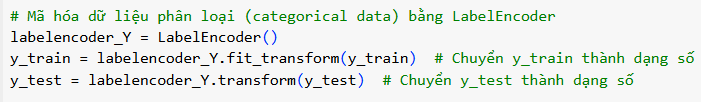 # Mã hóa dữ liệu phân loại (categorical data) bằng LabelEncoder
labelencoder_Y = LabelEncoder()
y_train = labelencoder_Y.fit_transform(y_train)  # Chuyển y_train thành dạng số
y_test = labelencoder_Y.transform(y_test)  # Chuyển y_test thành dạng số